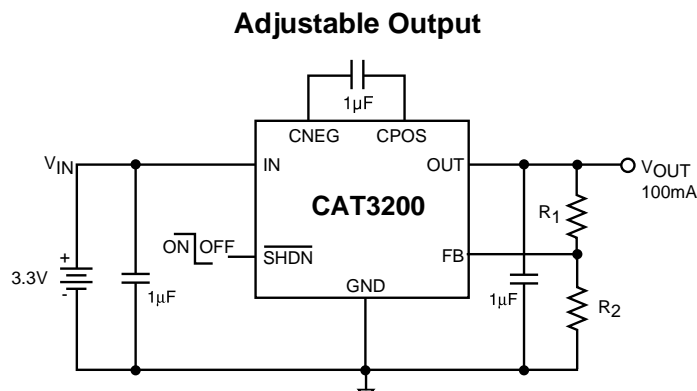 Adjustable Output
1µF
CNEG CPOS
VIN
IN
OUT
VOUT
100mA
CAT3200
R1
ON OFF
SHDN
FB
3.3V
+
-
1µF
GND
1µF
R2